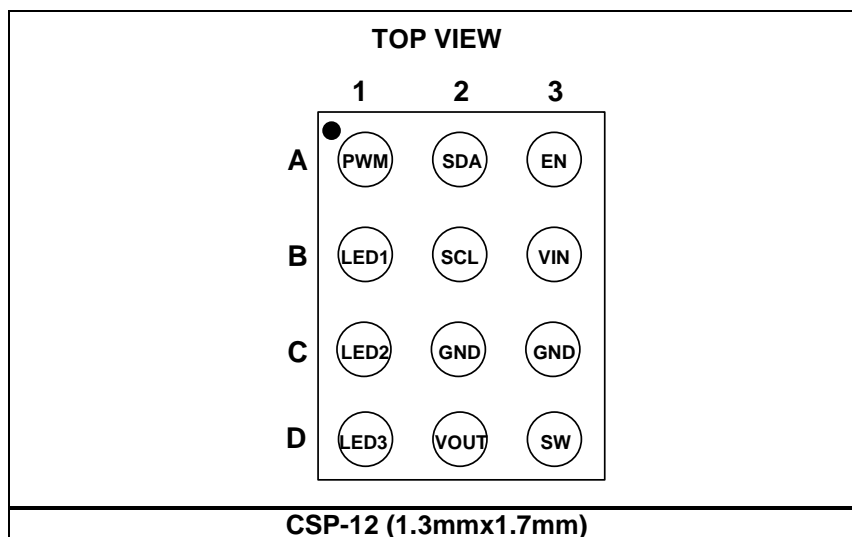 TOP VIEW
1 2 3
A PWM SDA EN
B LED1 SCL VIN
C LED2 GND GND
D LED3 VOUT SW
CSP-12 (1.3mmx1.7mm)